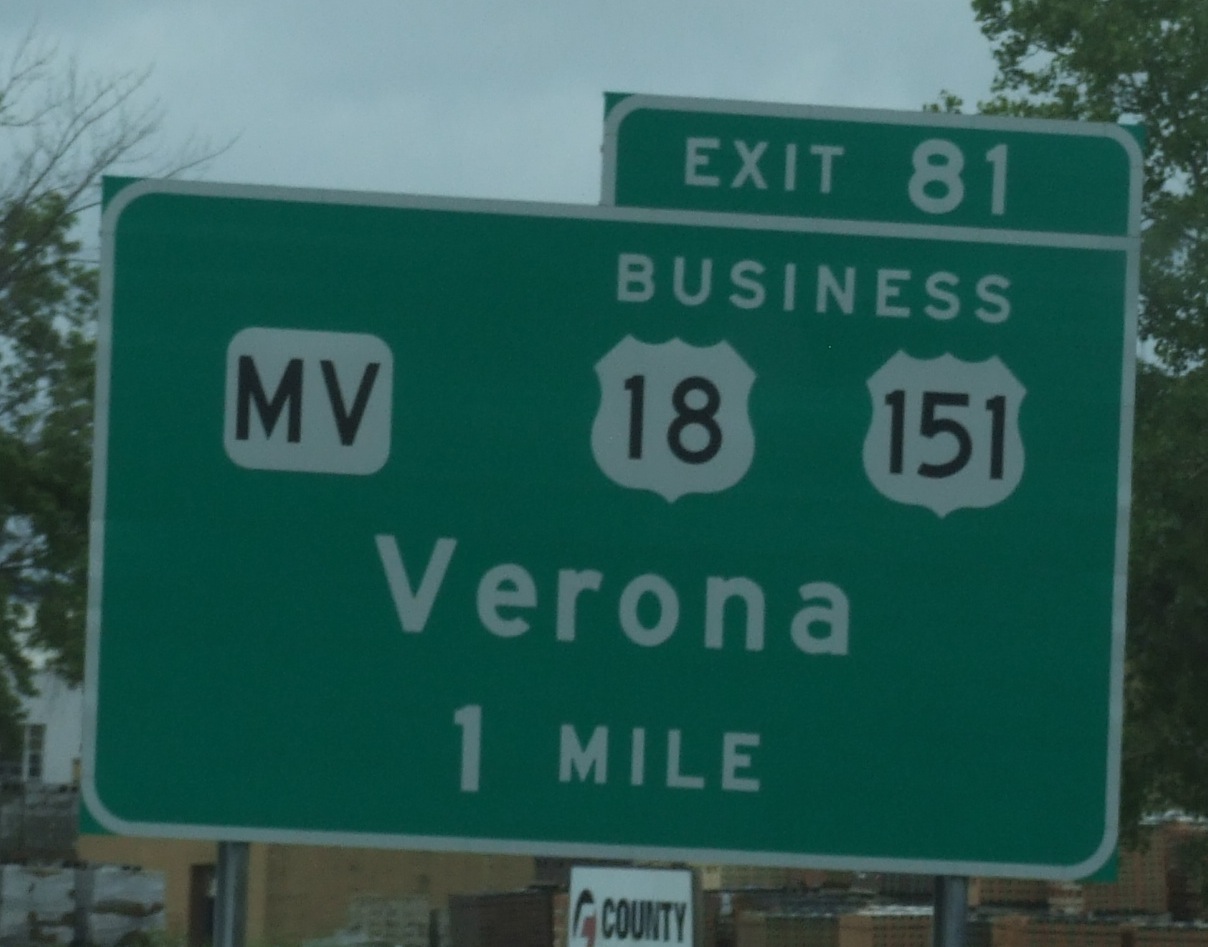 EXIT 81
BUSINESS
MV 18 151
Verona
1 MILE
COUNTY